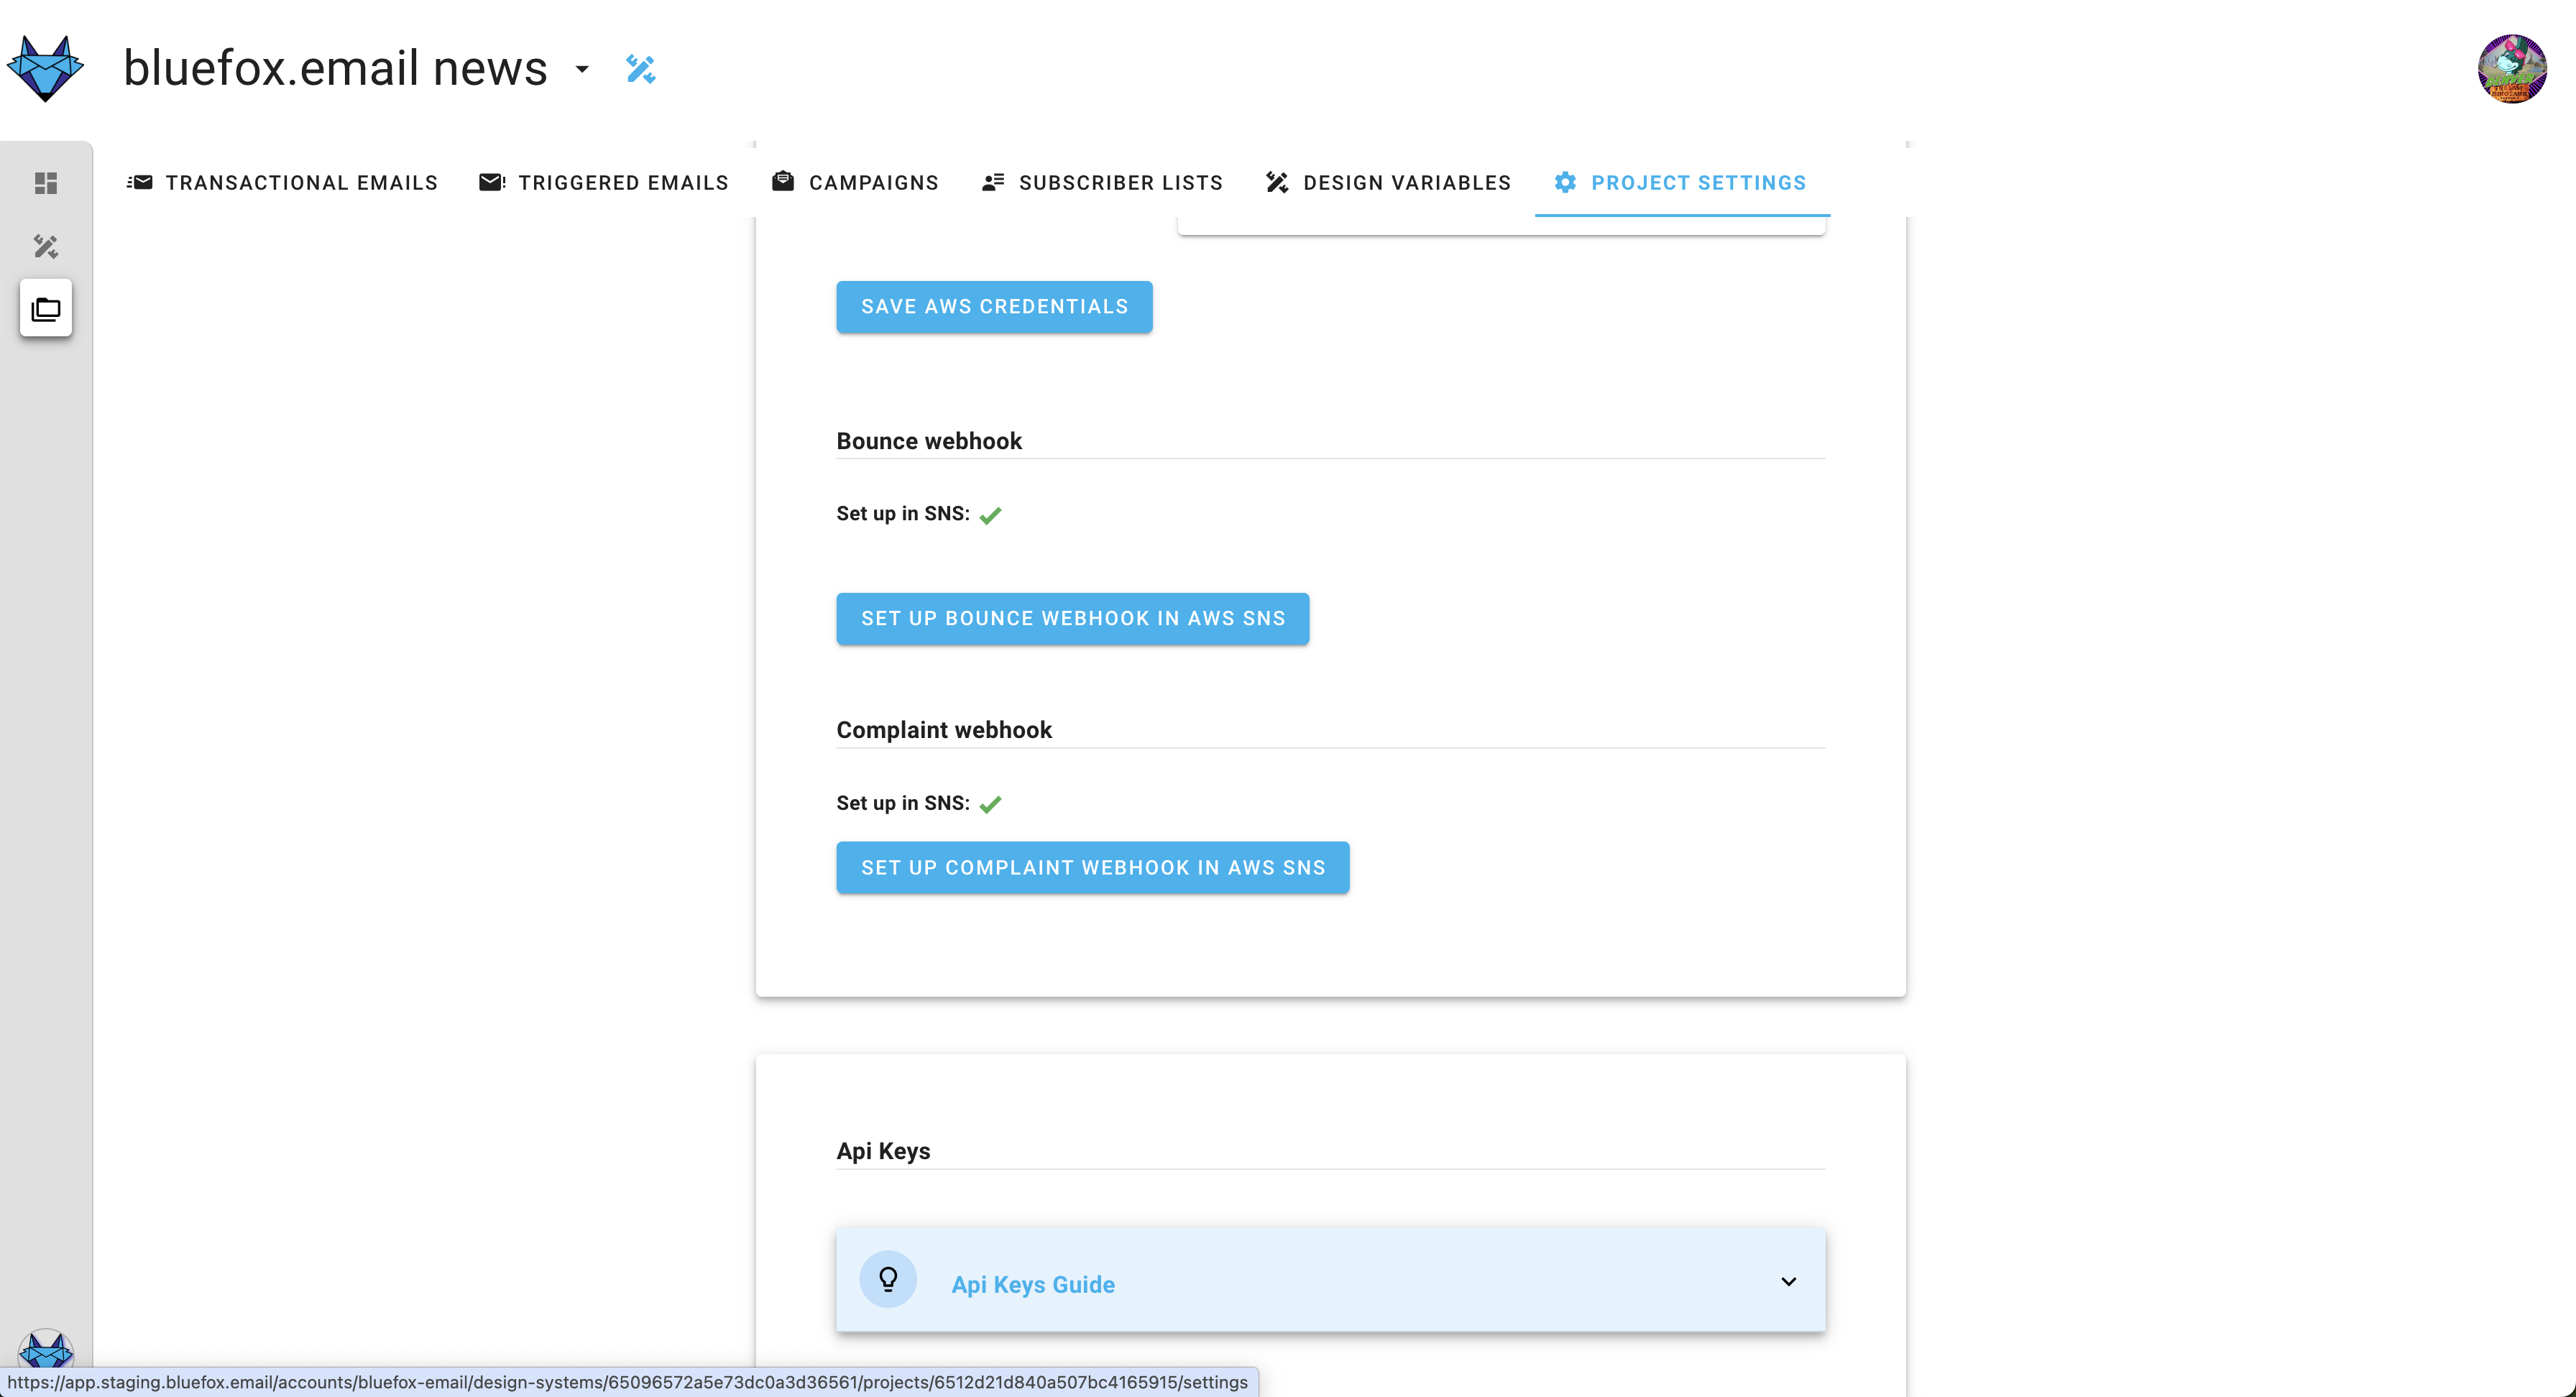 bluefox.email news
TRANSACTIONAL EMAILS
TRIGGERED EMAILS
CAMPAIGNS
SUBSCRIBER LISTS
DESIGN VARIABLES
PROJECT SETTINGS
SAVE AWS CREDENTIALS
Bounce webhook
Set up in SNS:
SET UP BOUNCE WEBHOOK IN AWS SNS
Complaint webhook
Set up in SNS:
SET UP COMPLAINT WEBHOOK IN AWS SNS
Api Keys
Api Keys Guide
https://app.staging.bluefox.email/accounts/bluefox-email/design-systems/65096572a5e73dc0a3d36561/projects/6512d21d840a507bc4165915/settings